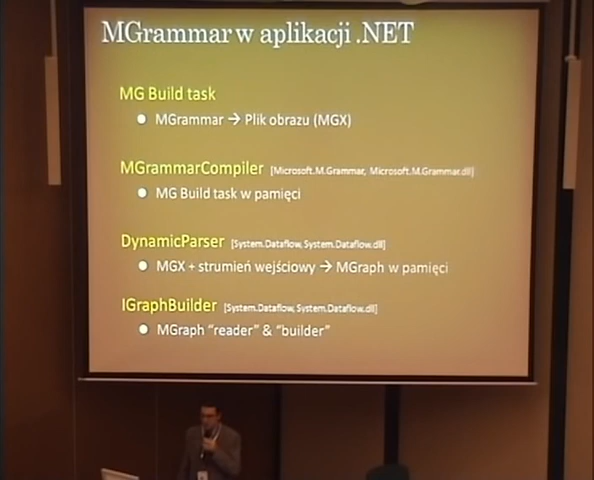 MGrammar w aplikacji .NET
MG Build task
MGrammar → Plik obrazu (MGX)
MGrammarCompiler [Microsoft.M.Grammar, Microsoft.M.Grammar.dll]
MG Build task w pamięci
DynamicParser [System.Dataflow, System.Dataflow.dll]
MGX + strumień wejściowy → MGraph w pamięci
IGraphBuilder [System.Dataflow, System.Dataflow.dll]
MGraph “reader” & “builder”